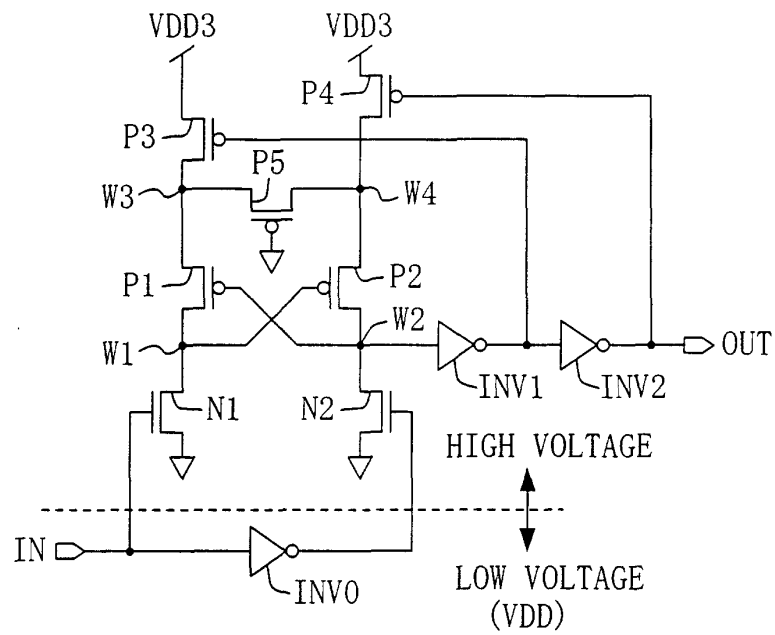 VDD3
VDD3
P4
P3
P5
W3
W4
P1
P2
W2
W1
OUT
INV1
INV2
N1
N2
HIGH VOLTAGE
IN
INV0
LOW VOLTAGE
(VDD)